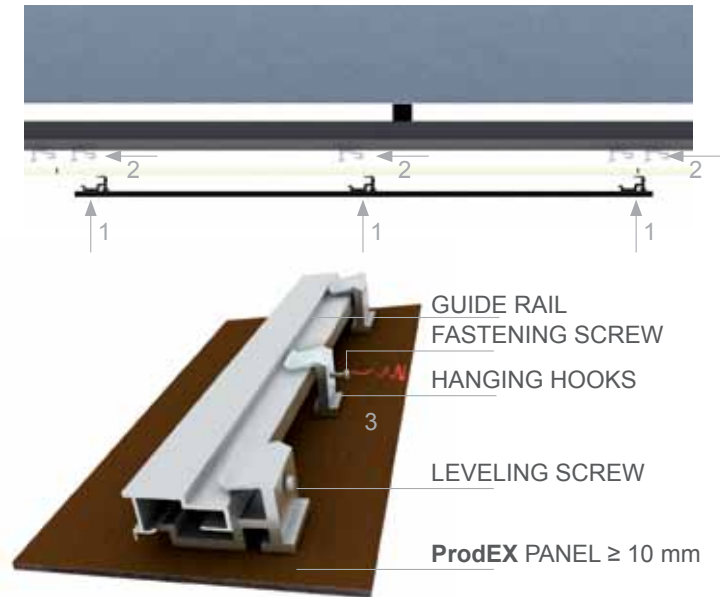 2
2
2
1
1
1
GUIDE RAIL
FASTENING SCREW
HANGING HOOKS
3
LEVELING SCREW
ProdEX PANEL ≥ 10 mm